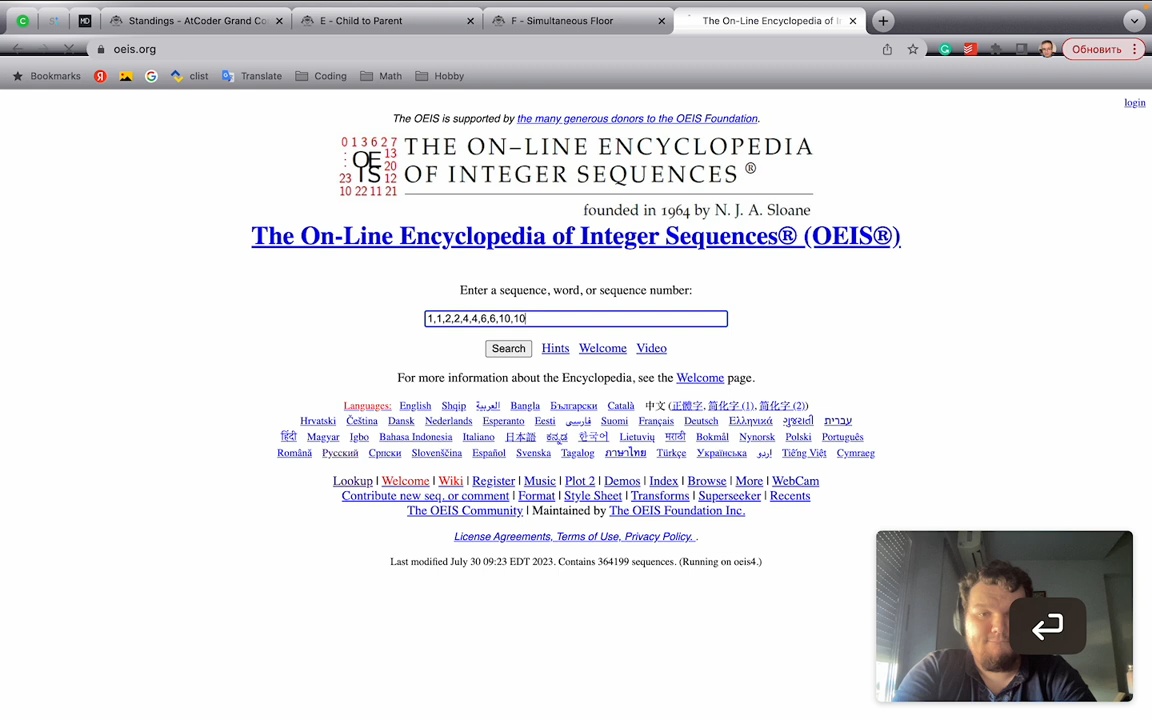 Standings - AtCoder Grand Co
E - Child to Parent
F - Simultaneous Floor
The On-Line Encyclopedia of I
oeis.org
Обновить
Bookmarks
clist
Translate
Coding
Math
Hobby
login
The OEIS is supported by the many generous donors to the OEIS Foundation.
0 1 3 6 2 7
: OE 13
: IS 20
23 12
10 22 11 21
THE ON-LINE ENCYCLOPEDIA
OF INTEGER SEQUENCES ®
founded in 1964 by N. J. A. Sloane
The On-Line Encyclopedia of Integer Sequences® (OEIS®)
Enter a sequence, word, or sequence number:
1,1,2,2,4,4,6,6,10,10
Search Hints Welcome Video
For more information about the Encyclopedia, see the Welcome page.
Languages: English Shqip العربية Bangla Български Català 中文 (正體字, 简化字 (1), 简化字 (2))
Hrvatski Čeština Dansk Nederlands Esperanto Eesti فارسی Suomi Français Deutsch Ελληνικά ગુજરાતી עברית
हिंदी Magyar Igbo Bahasa Indonesia Italiano 日本語 ಕನ್ನಡ 한국어 Lietuvių मराठी Bokmål Nynorsk Polski Português
Română Русский Српски Slovenščina Español Svenska Tagalog ภาษาไทย Türkçe Українська اردو Tiếng Việt Cymraeg
Lookup | Welcome | Wiki | Register | Music | Plot 2 | Demos | Index | Browse | More | WebCam
Contribute new seq. or comment | Format | Style Sheet | Transforms | Superseeker | Recents
The OEIS Community | Maintained by The OEIS Foundation Inc.
License Agreements, Terms of Use, Privacy Policy. .
Last modified July 30 09:23 EDT 2023. Contains 364199 sequences. (Running on oeis4.)